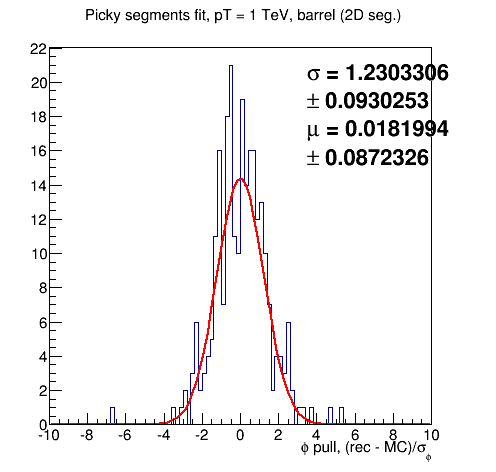 Picky segments fit, pT = 1 TeV, barrel (2D seg.)
σ = 1.2303306
± 0.0930253
μ = 0.0181994
± 0.0872326
22
20
18
16
14
12
10
8
6
4
2
0
-10 -8 -6 -4 -2 0 2 4 6 8 10
ϕ pull, (rec - MC)/σϕ